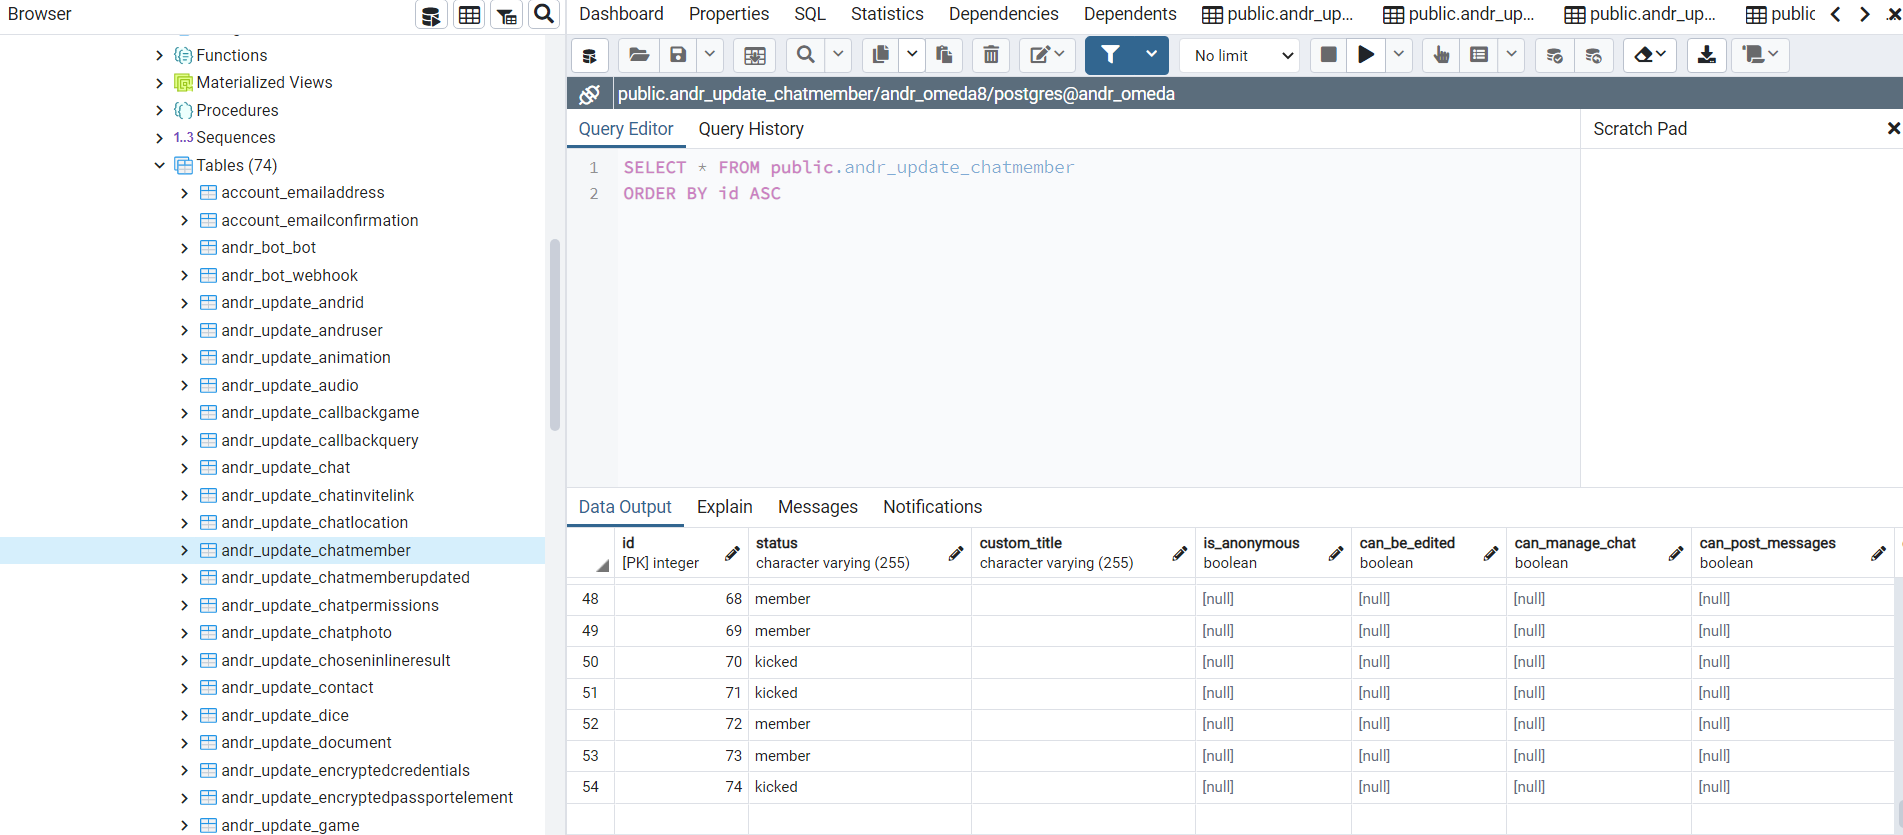 Browser
Functions
Materialized Views
Procedures
1..3 Sequences
Tables (74)
account_emailaddress
account_emailconfirmation
andr_bot_bot
andr_bot_webhook
andr_update_andrid
andr_update_andruser
andr_update_animation
andr_update_audio
andr_update_callbackgame
andr_update_callbackquery
andr_update_chat
andr_update_chatinvitelink
andr_update_chatlocation
andr_update_chatmember
andr_update_chatmemberupdated
andr_update_chatpermissions
andr_update_chatphoto
andr_update_choseninlineresult
andr_update_contact
andr_update_dice
andr_update_document
andr_update_encryptedcredentials
andr_update_encryptedpassportelement
andr_update_game
Dashboard Properties SQL Statistics Dependencies Dependents public.andr_up... public.andr_up... public.andr_up... public
No limit
public.andr_update_chatmember/andr_omeda8/postgres@andr_omeda
Query Editor Query History Scratch Pad
1 SELECT * FROM public.andr_update_chatmember
2 ORDER BY id ASC
Data Output Explain Messages Notifications
id status custom_title is_anonymous can_be_edited can_manage_chat can_post_messages
[PK] integer character varying (255) character varying (255) boolean boolean boolean boolean
48 68 member [null] [null] [null] [null]
49 69 member [null] [null] [null] [null]
50 70 kicked [null] [null] [null] [null]
51 71 kicked [null] [null] [null] [null]
52 72 member [null] [null] [null] [null]
53 73 member [null] [null] [null] [null]
54 74 kicked [null] [null] [null] [null]